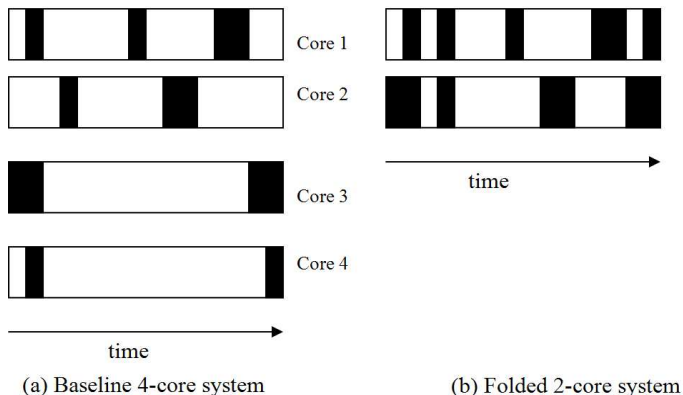 Core 1
Core 2
time
Core 3
Core 4
time
(a) Baseline 4-core system
(b) Folded 2-core system